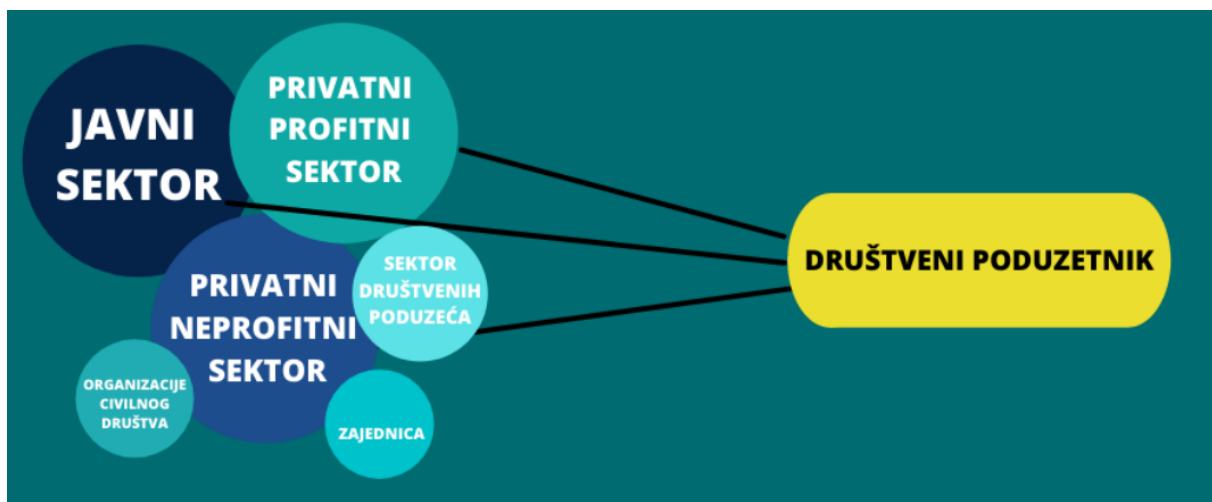 JAVNI
SEKTOR
PRIVATNI
PROFITNI
SEKTOR
PRIVATNI
NEPROFITNI
SEKTOR
SEKTOR
DRUŠTVENIH
PODUZEĆA
ORGANIZACIJE
CIVILNOG
DRUŠTVA
ZAJEDNICA
DRUŠTVENI PODUZETNIK